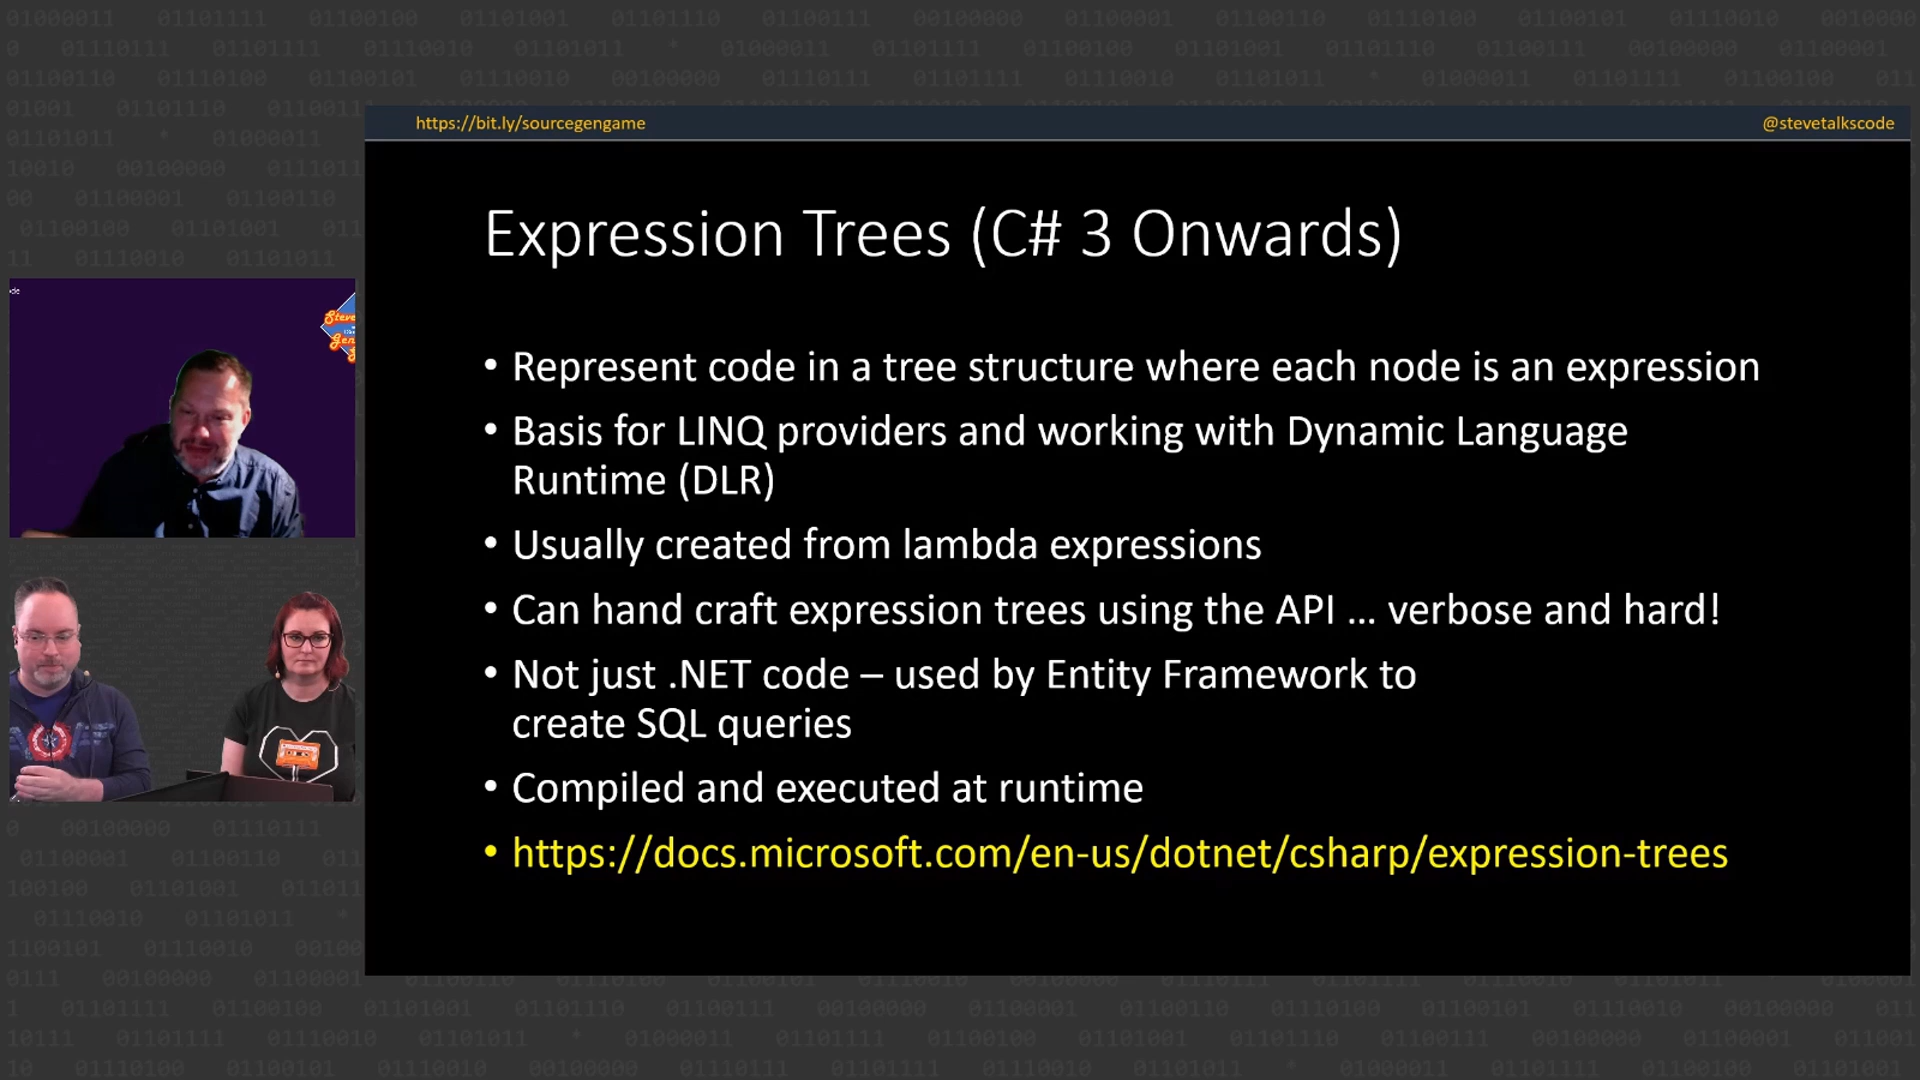 https://bit.ly/sourcegengame
@stevetalkscode
Expression Trees (C# 3 Onwards)
• Represent code in a tree structure where each node is an expression
• Basis for LINQ providers and working with Dynamic Language
Runtime (DLR)
• Usually created from lambda expressions
• Can hand craft expression trees using the API ... verbose and hard!
• Not just .NET code – used by Entity Framework to
create SQL queries
• Compiled and executed at runtime
• https://docs.microsoft.com/en-us/dotnet/csharp/expression-trees